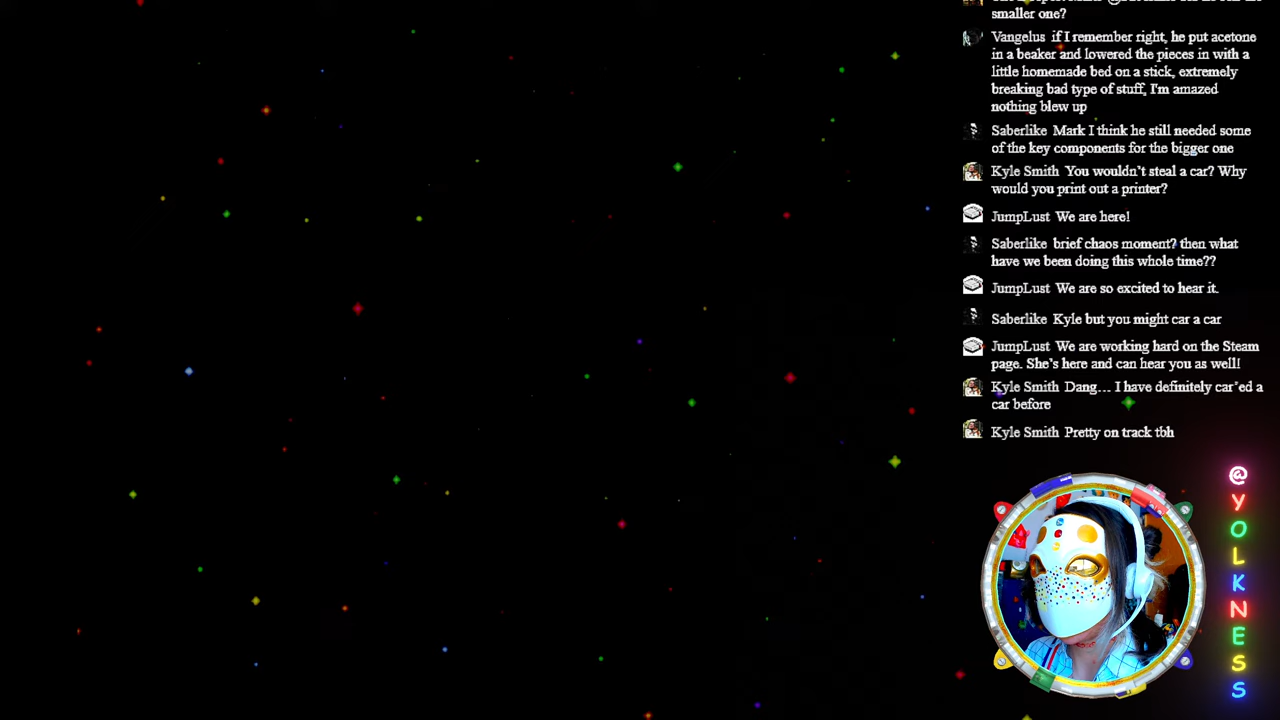 smaller one?
Vangelus if I remember right, he put acetone
in a beaker and lowered the pieces in with a
little homemade bed on a stick, extremely
breaking bad type of stuff, I'm amazed
nothing blew up
Saberlike Mark I think he still needed some
of the key components for the bigger one
Kyle Smith You wouldn't steal a car? Why
would you print out a printer?
JumpLust We are here!
Saberlike brief chaos moment? then what
have we been doing this whole time??
JumpLust We are so excited to hear it.
Saberlike Kyle but you might car a car
JumpLust We are working hard on the Steam
page. She's here and can hear you as well!
Kyle Smith Dang... I have definitely car'ed a
car before
Kyle Smith Pretty on track tbh
@YOLKNESS